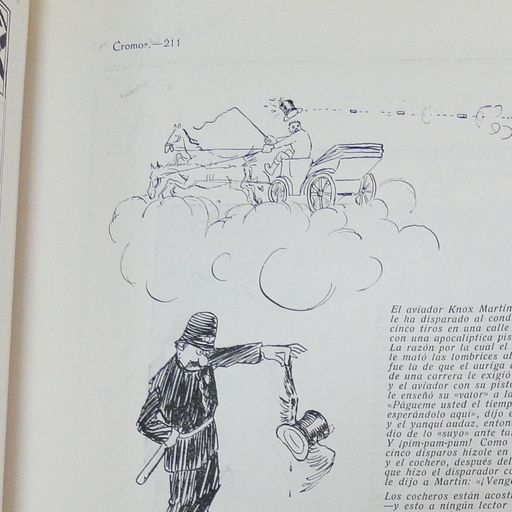 Cromos.—211
El aviador Knox Martin
le ha disparado al cond
cinco tiros en una calle
con una apocalíptica pis
La razón por la cual el
le mató las lombrices al
fue la de que el auriga
de una carrera le exigió
y el aviador con su pisto
le enseñó su «valor» a la
«Págueme usted el tiemp
esperándolo aquí», dijo e
y el yanqui audaz, enton
dio de lo «suyo» ante ta
Y ¡pim-pam-pum! Como
cinco disparos hízole en
y el cochero, después del
que hizo el disparador co
le dijo a Martin: «¡Veng
Los cocheros están acost
—y esto a ningún lector